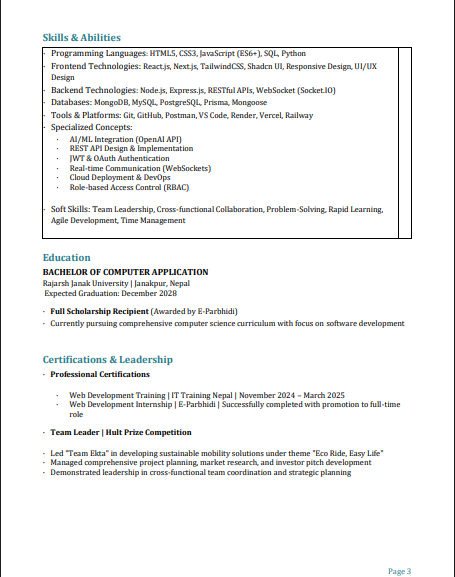 Skills & Abilities
· Programming Languages: HTML5, CSS3, JavaScript (ES6+), SQL, Python
· Frontend Technologies: React.js, Next.js, TailwindCSS, Shadcn UI, Responsive Design, UI/UX
Design
· Backend Technologies: Node.js, Express.js, RESTful APIs, WebSocket (Socket.IO)
· Databases: MongoDB, MySQL, PostgreSQL, Prisma, Mongoose
· Tools & Platforms: Git, GitHub, Postman, VS Code, Render, Vercel, Railway
· Specialized Concepts:
· AI/ML Integration (OpenAI API)
· REST API Design & Implementation
· JWT & OAuth Authentication
· Real-time Communication (WebSockets)
· Cloud Deployment & DevOps
· Role-based Access Control (RBAC)
· Soft Skills: Team Leadership, Cross-functional Collaboration, Problem-Solving, Rapid Learning,
Agile Development, Time Management
Education
BACHELOR OF COMPUTER APPLICATION
Rajarsh Janak University | Janakpur, Nepal
Expected Graduation: December 2028
· Full Scholarship Recipient (Awarded by E-Parbhidi)
· Currently pursuing comprehensive computer science curriculum with focus on software development
Certifications & Leadership
· Professional Certifications
· Web Development Training | IT Training Nepal | November 2024 – March 2025
· Web Development Internship | E-Parbhidi | Successfully completed with promotion to full-time
role
· Team Leader | Hult Prize Competition
· Led "Team Ekta" in developing sustainable mobility solutions under theme "Eco Ride, Easy Life"
· Managed comprehensive project planning, market research, and investor pitch development
· Demonstrated leadership in cross-functional team coordination and strategic planning
Page 3